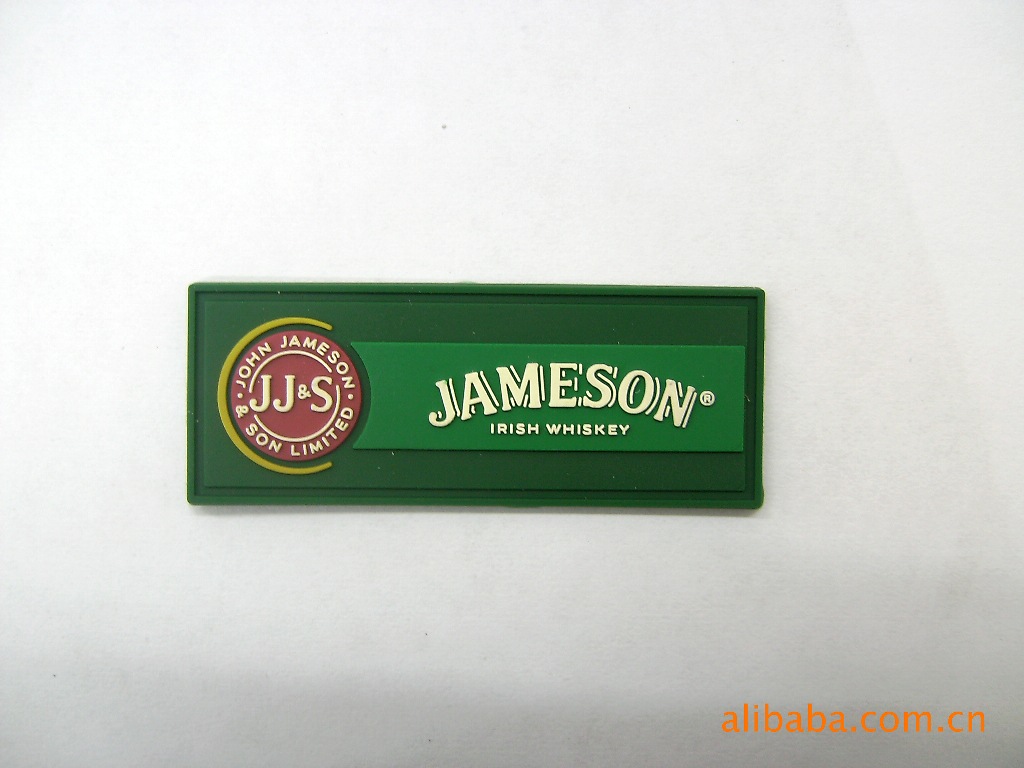 JOHN JAMESON
JJ&S
& SON LIMITED
JAMESON®
IRISH WHISKEY
alibaba.com.cn